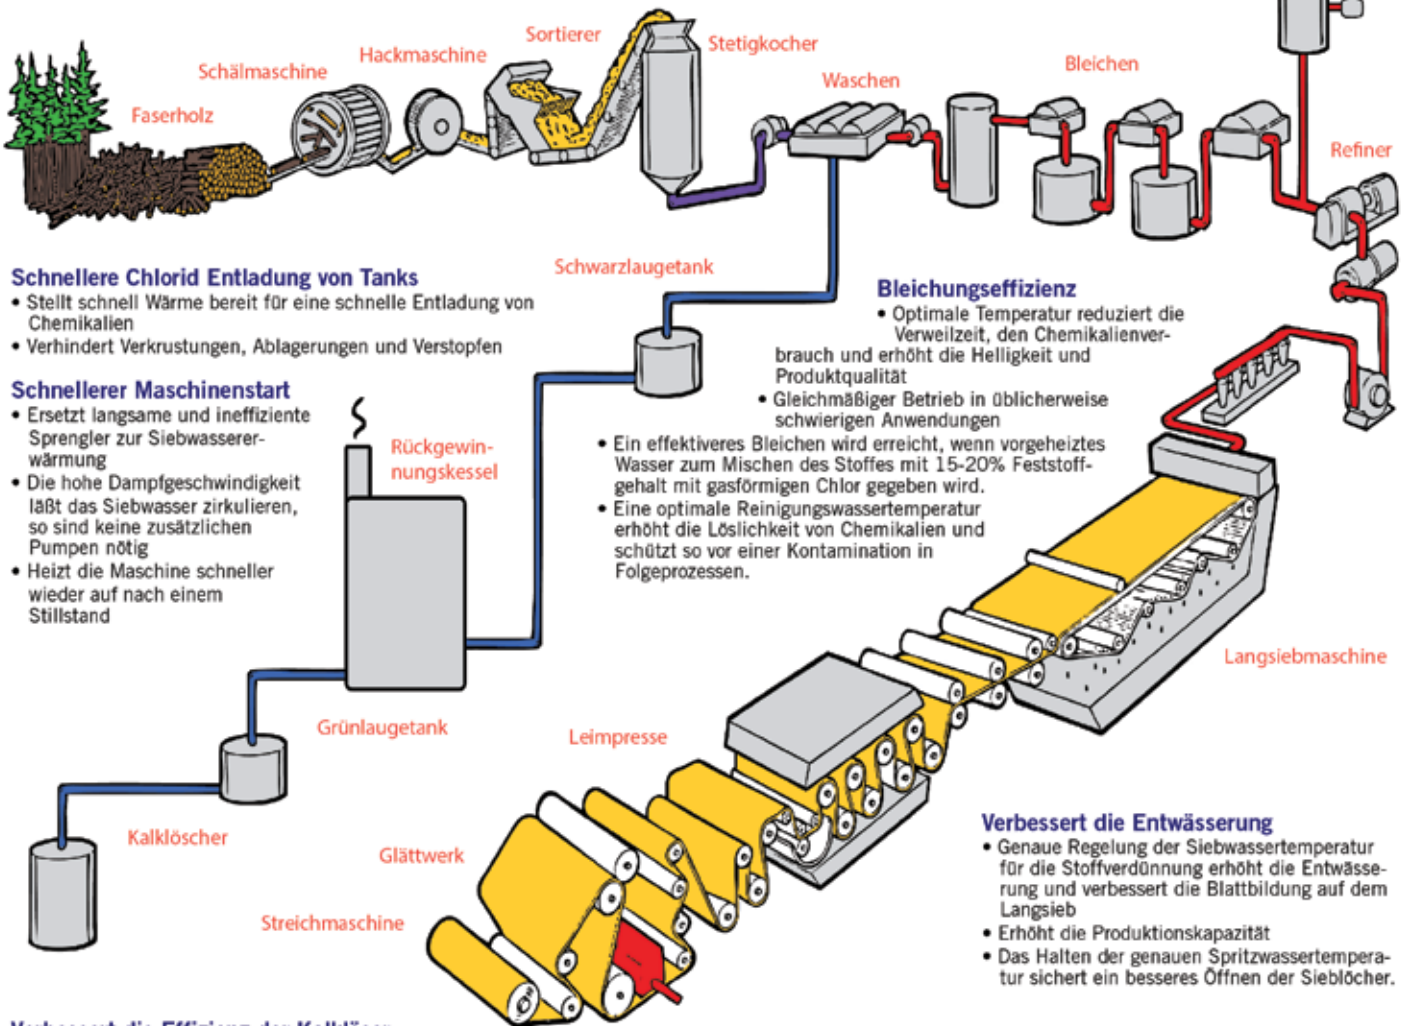 Faserholz
Schälmaschine
Hackmaschine
Sortierer
Stetigkocher
Waschen
Bleichen
Refiner
Schwarzlaugetank
Rückgewin-
nungskessel
Grünlaugetank
Kalklöscher
Langsiebmaschine
Leimpresse
Glättwerk
Streichmaschine
Schnellere Chlorid Entladung von Tanks
• Stellt schnell Wärme bereit für eine schnelle Entladung von
Chemikalien
• Verhindert Verkrustungen, Ablagerungen und Verstopfen
Schnellerer Maschinenstart
• Ersetzt langsame und ineffiziente
Sprengler zur Siebwasserer-
wärmung
• Die hohe Dampfgeschwindigkeit
läßt das Siebwasser zirkulieren,
so sind keine zusätzlichen
Pumpen nötig
• Heizt die Maschine schneller
wieder auf nach einem
Stillstand
Bleichungseffizienz
• Optimale Temperatur reduziert die
Verweilzeit, den Chemikalienver-
brauch und erhöht die Helligkeit und
Produktqualität
• Gleichmäßiger Betrieb in üblicherweise
schwierigen Anwendungen
• Ein effektiveres Bleichen wird erreicht, wenn vorgeheiztes
Wasser zum Mischen des Stoffes mit 15-20% Feststoff-
gehalt mit gasförmigen Chlor gegeben wird.
• Eine optimale Reinigungswassertemperatur
erhöht die Löslichkeit von Chemikalien und
schützt so vor einer Kontamination in
Folgeprozessen.
Verbessert die Entwässerung
• Genaue Regelung der Siebwassertemperatur
für die Stoffverdünnung erhöht die Entwässe-
rung und verbessert die Blattbildung auf dem
Langsieb
• Erhöht die Produktionskapazität
• Das Halten der genauen Spritzwassertempera-
tur sichert ein besseres Öffnen der Sieblöcher.
Verbessert die Effizienz der